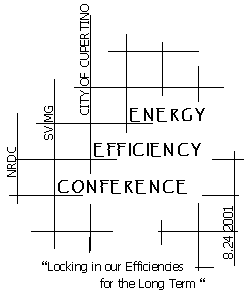 CITY OF CUPERTINO
SVMG
NRDC
ENERGY
EFFICIENCY
CONFERENCE
8.24.2001
“Locking in our Efficiencies
for the Long Term “